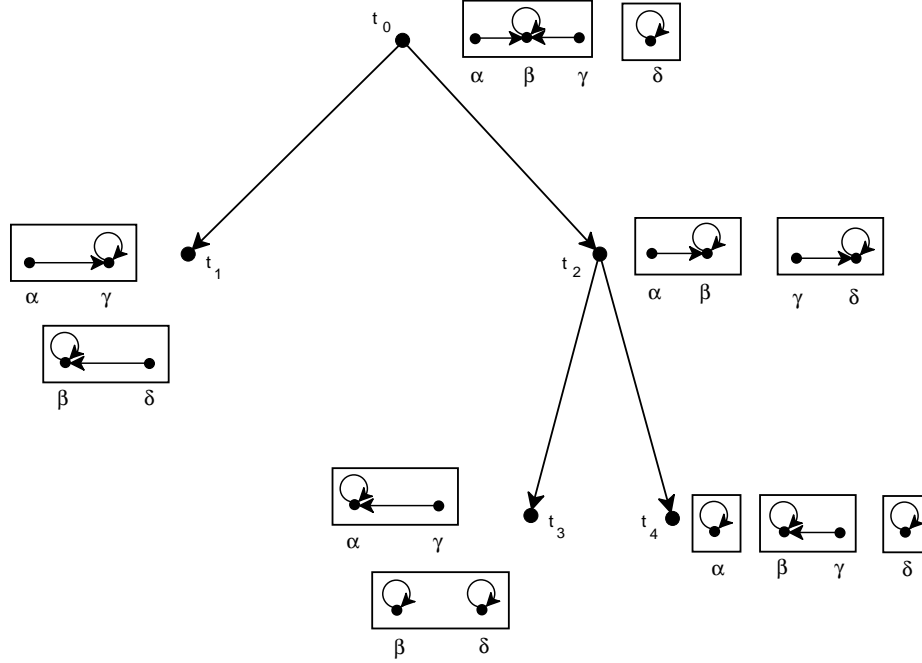 t0
α β γ δ
t1
t2
α γ
α β γ δ
β δ
t3
t4
α γ
α β γ δ
β δ